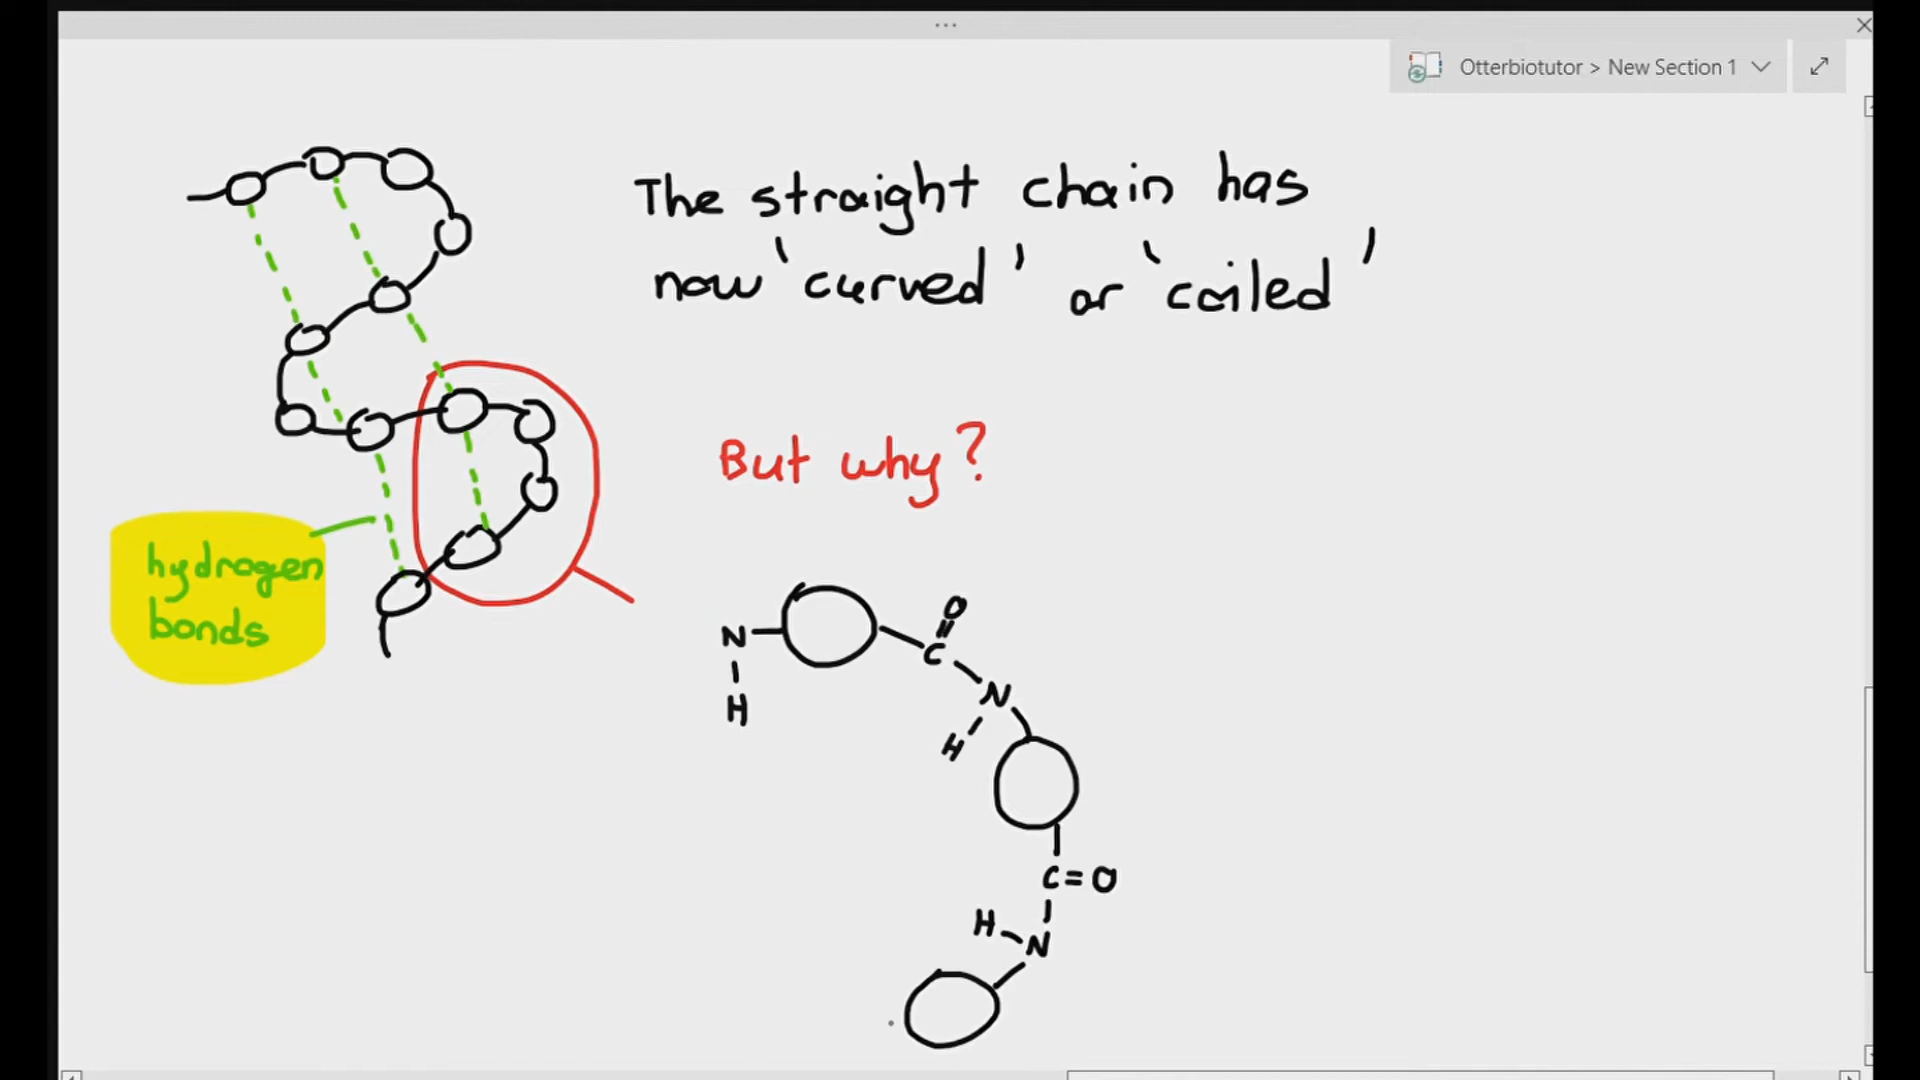 Otterbiotutor > New Section 1
The straight chain has
now 'curved' or 'coiled'
But why?
hydrogen
bonds
O
N
C
H
N
H
C=O
H
N